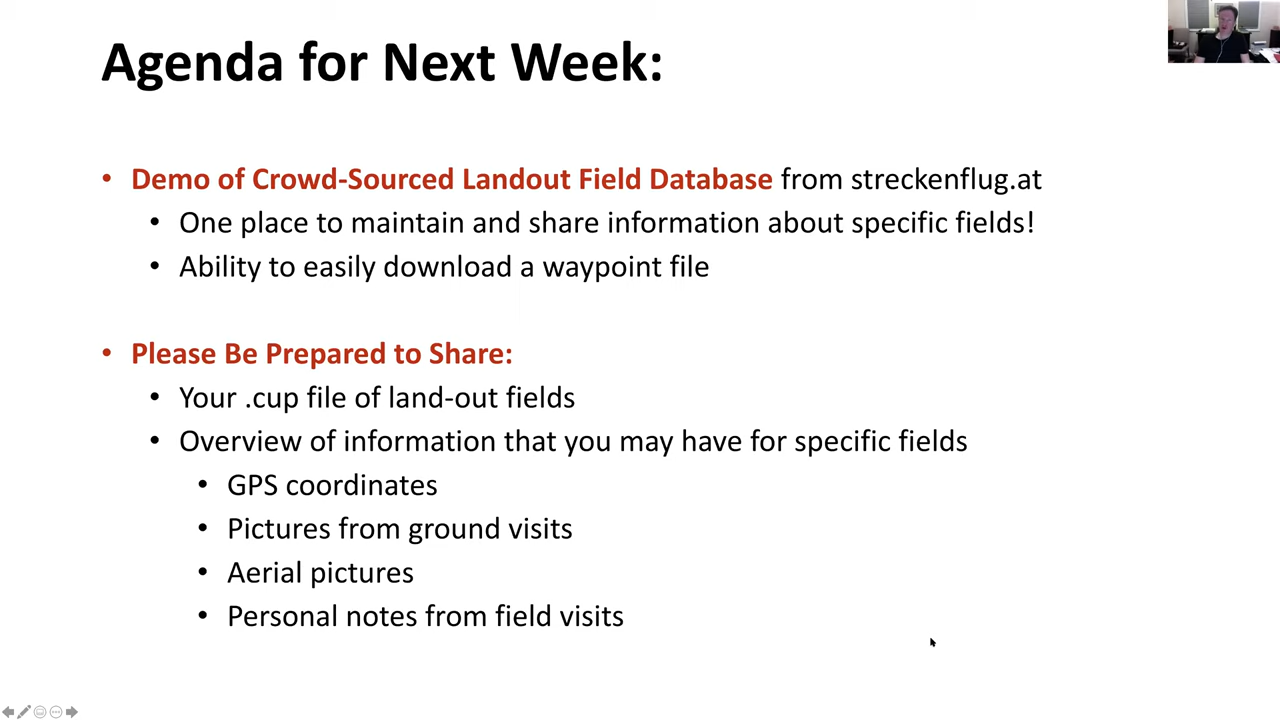 Agenda for Next Week:
• Demo of Crowd-Sourced Landout Field Database from streckenflug.at
• One place to maintain and share information about specific fields!
• Ability to easily download a waypoint file
• Please Be Prepared to Share:
• Your .cup file of land-out fields
• Overview of information that you may have for specific fields
• GPS coordinates
• Pictures from ground visits
• Aerial pictures
• Personal notes from field visits